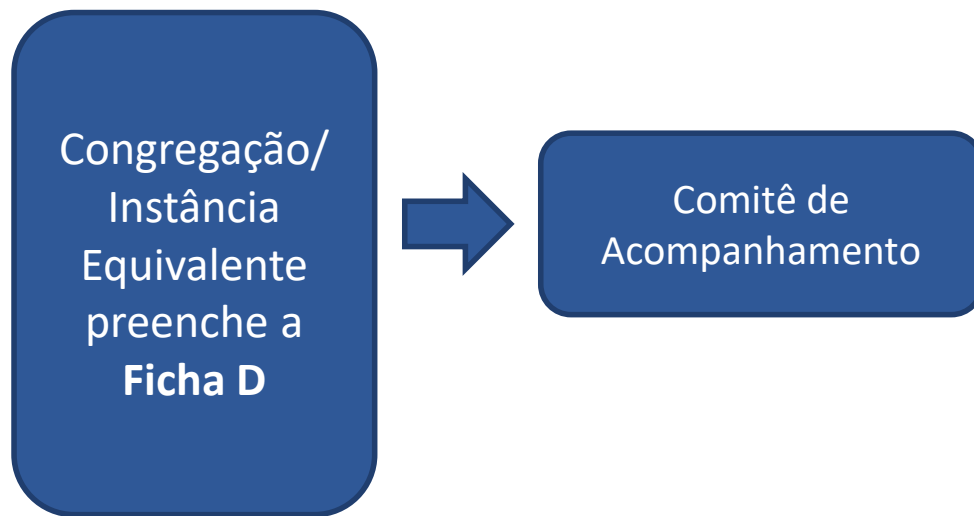 Congregação/
Instância
Equivalente
preenche a
Ficha D
Comitê de
Acompanhamento